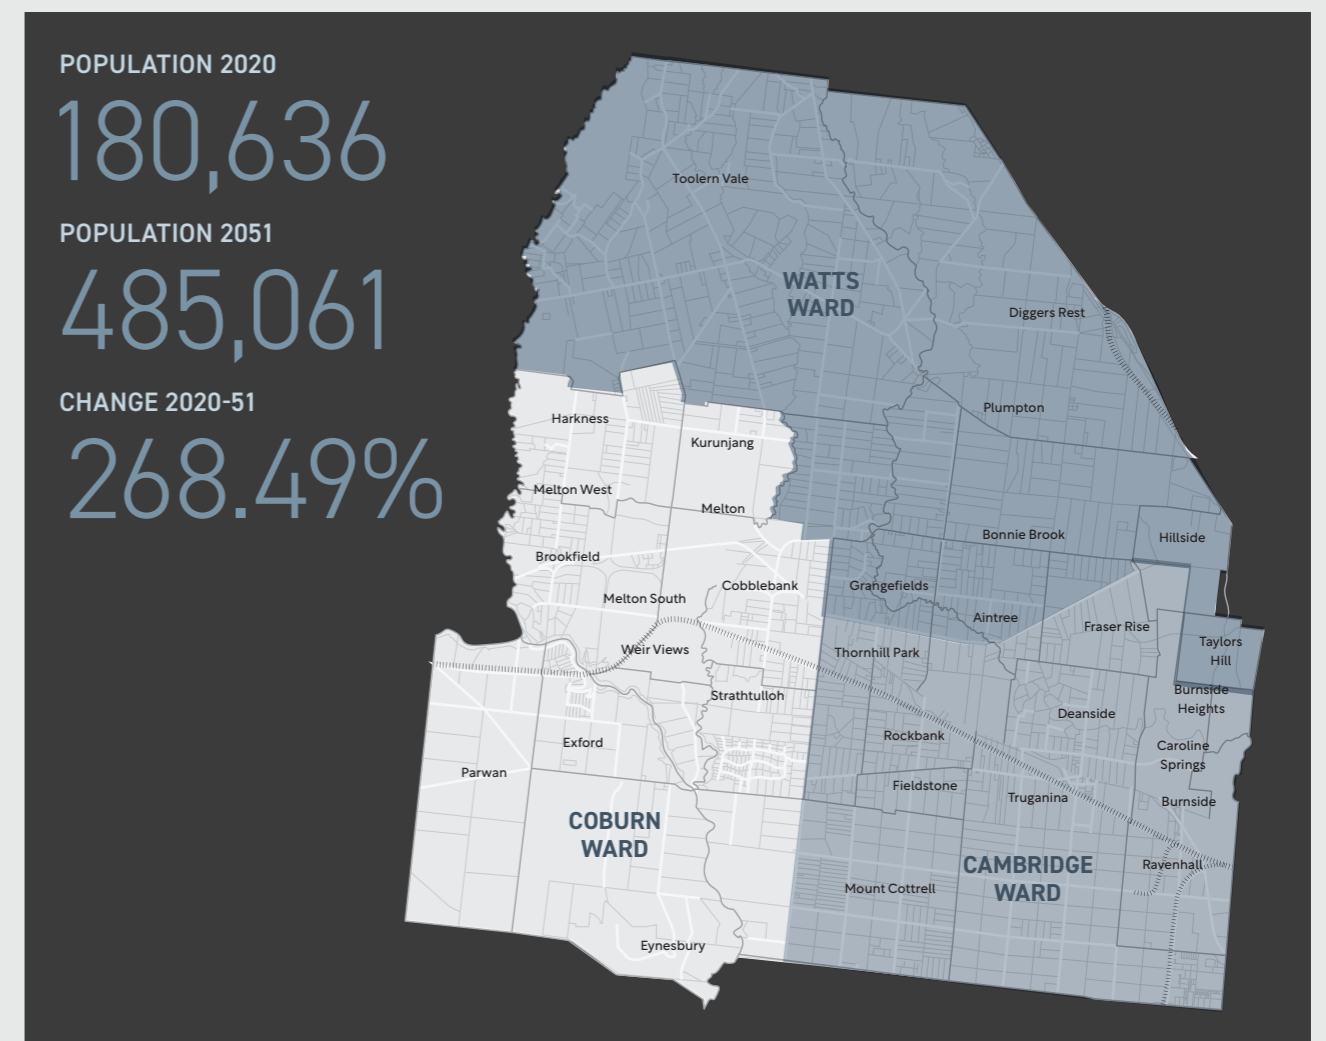 POPULATION 2020
180,636
POPULATION 2051
485,061
CHANGE 2020-51
268.49%
Toolern Vale
WATTS
WARD
Diggers Rest
Plumpton
Harkness
Kurunjang
Melton West
Melton
Bonnie Brook
Hillside
Brookfield
Cobblebank
Grangefields
Melton South
Aintree
Fraser Rise
Taylors
Hill
Weir Views
Thornhill Park
Strathtulloh
Burnside
Heights
Deanside
Exford
Rockbank
Caroline
Springs
Parwan
Fieldstone
Truganina
Burnside
COBURN
WARD
CAMBRIDGE
WARD
Ravenhall
Mount Cottrell
Eynesbury